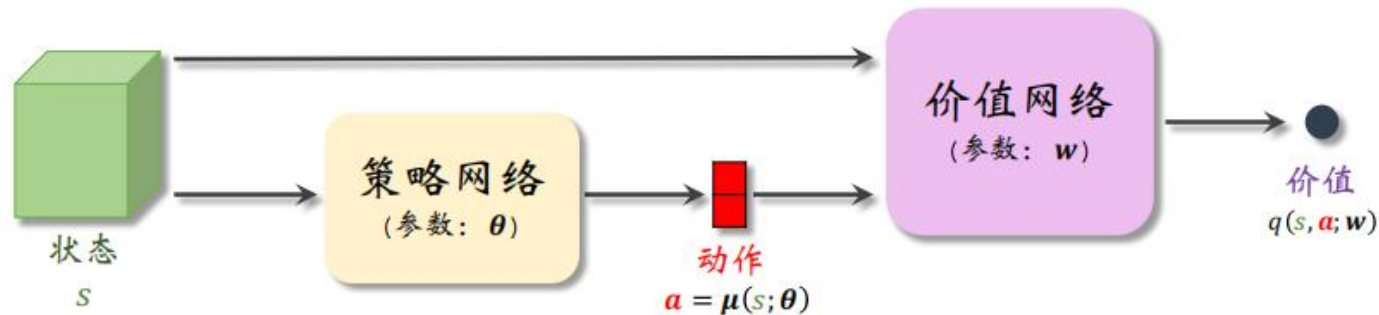 状态
s
策略网络
(参数: θ)
动作
a = μ(s; θ)
价值网络
(参数: w)
价值
q(s, a; w)